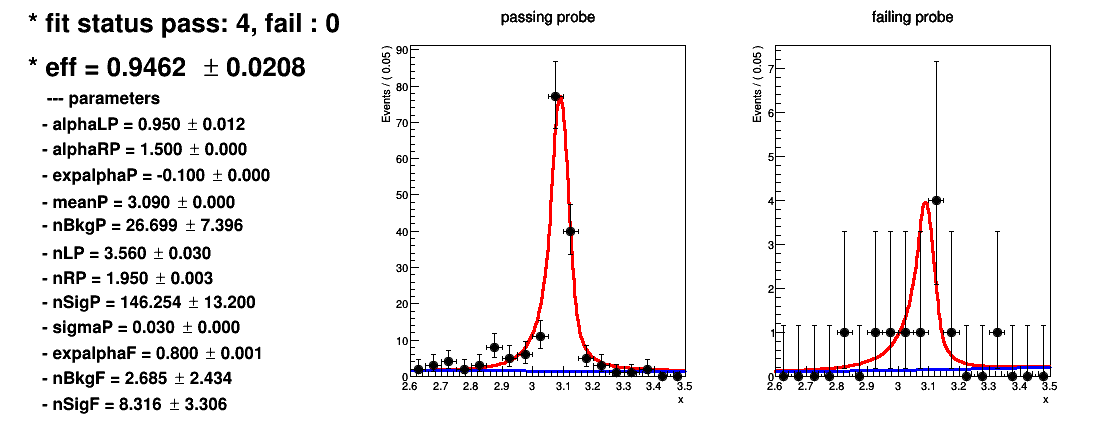 * fit status pass: 4, fail : 0
* eff = 0.9462 ± 0.0208
--- parameters
- alphaLP = 0.950 ± 0.012
- alphaRP = 1.500 ± 0.000
- expalphaP = -0.100 ± 0.000
- meanP = 3.090 ± 0.000
- nBkgP = 26.699 ± 7.396
- nLP = 3.560 ± 0.030
- nRP = 1.950 ± 0.003
- nSigP = 146.254 ± 13.200
- sigmaP = 0.030 ± 0.000
- expalphaF = 0.800 ± 0.001
- nBkgF = 2.685 ± 2.434
- nSigF = 8.316 ± 3.306
passing probe
Events / ( 0.05 )
90
80
70
60
50
40
30
20
10
0
2.6 2.7 2.8 2.9 3 3.1 3.2 3.3 3.4 3.5
x
failing probe
Events / ( 0.05 )
7
6
5
4
3
2
1
0
2.6 2.7 2.8 2.9 3 3.1 3.2 3.3 3.4 3.5
x